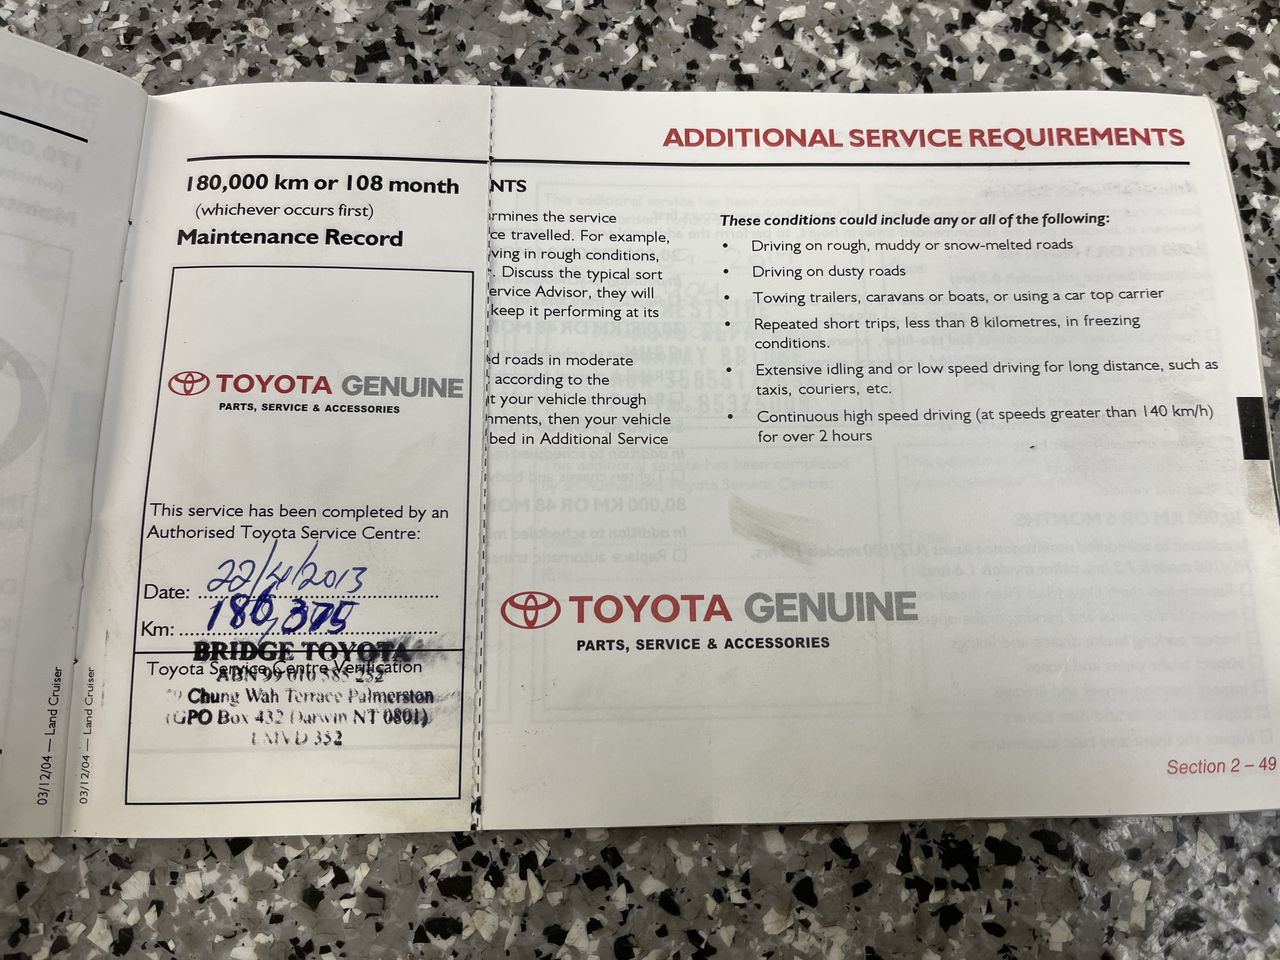 180,000 km or 108 month
(whichever occurs first)
Maintenance Record
TOYOTA GENUINE
PARTS, SERVICE & ACCESSORIES
This service has been completed by an
Authorised Toyota Service Centre:
Date: 22/4/2013
Km: 180,375
BRIDGE TOYOTA
Toyota Service Centre Verification
ABN 99 010 585 252
Chung Wah Terrace Palmerston
(GPO Box 432 Darwin NT 0801)
LMVD 352
03/12/04 — Land Cruiser
03/12/04 — Land Cruiser
ADDITIONAL SERVICE REQUIREMENTS
NTS
rmines the service
ce travelled. For example,
ving in rough conditions,
. Discuss the typical sort
ervice Advisor, they will
keep it performing at its
d roads in moderate
according to the
t your vehicle through
nments, then your vehicle
bed in Additional Service
These conditions could include any or all of the following:
• Driving on rough, muddy or snow-melted roads
• Driving on dusty roads
• Towing trailers, caravans or boats, or using a car top carrier
• Repeated short trips, less than 8 kilometres, in freezing
conditions.
• Extensive idling and or low speed driving for long distance, such as
taxis, couriers, etc.
• Continuous high speed driving (at speeds greater than 140 km/h)
for over 2 hours
TOYOTA GENUINE
PARTS, SERVICE & ACCESSORIES
Section 2 – 49